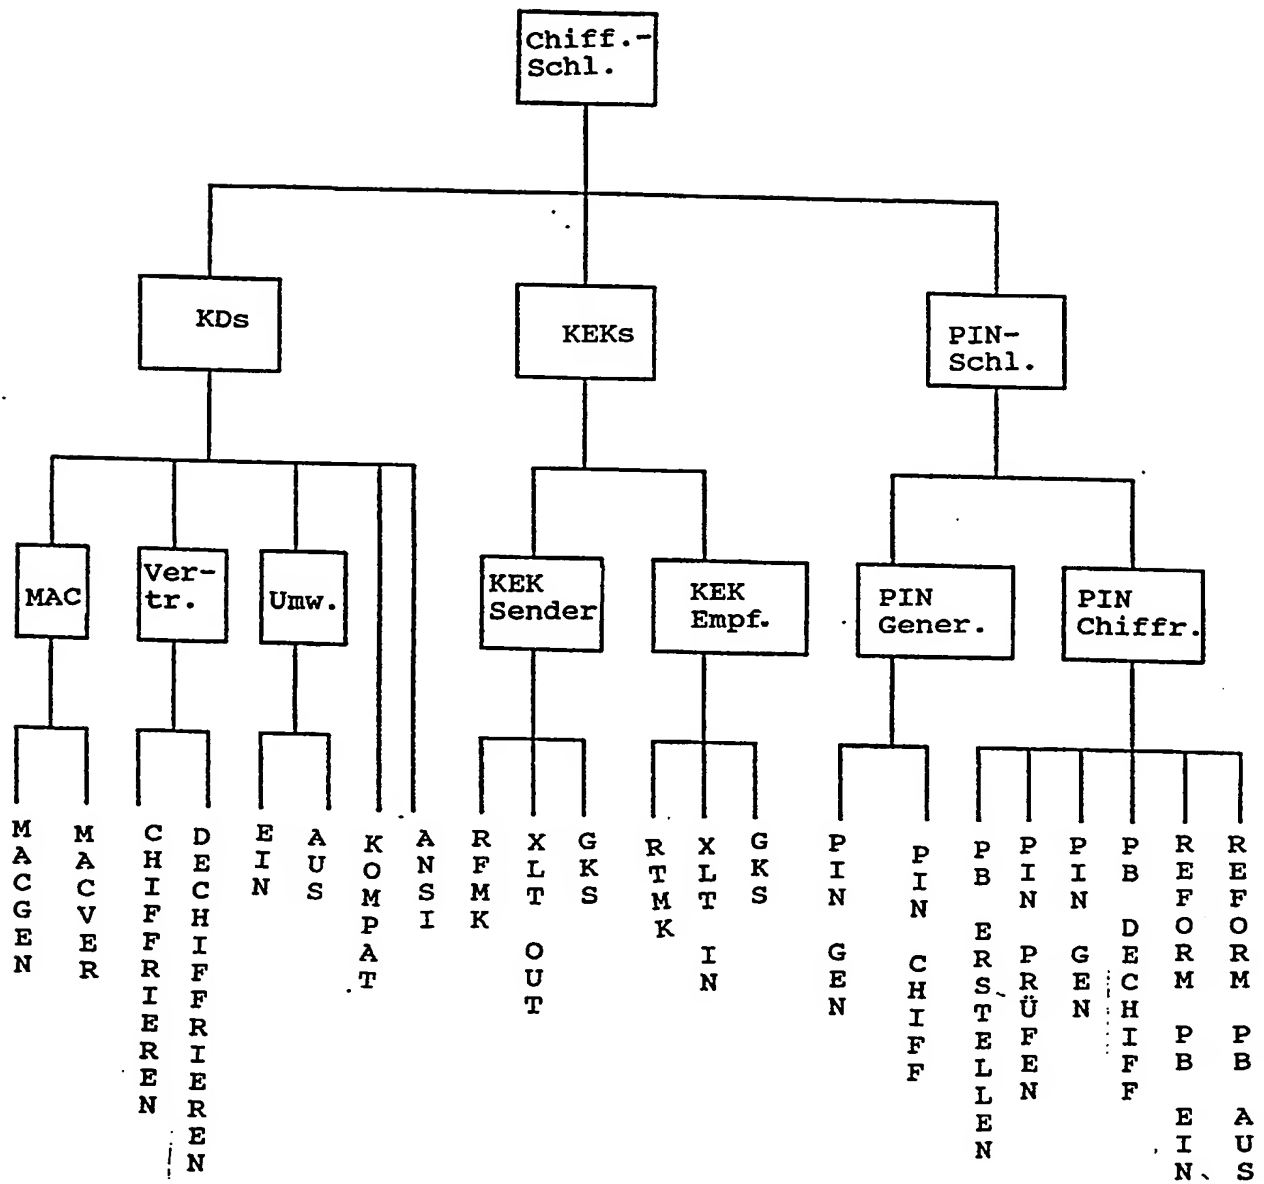 Chiff.-
Schl.
KDs
KEKs
PIN-
Schl.
MAC
Ver-
tr.
Umw.
KEK
Sender
KEK
Empf.
PIN
Gener.
PIN
Chiffr.
MACGEN
MACVER
CHIFFRIEREN
DECHIFFRIEREN
EIN
AUS
KOMPAT
ANSI
RFMK
XLT OUT
GKS
RTMK
XLT IN
GKS
PIN GEN
PIN CHIFF
PB ERSTELLEN
PIN PRÜFEN
PIN GEN
PB DECHIFF
REFORM PB EIN
REFORM PB AUS